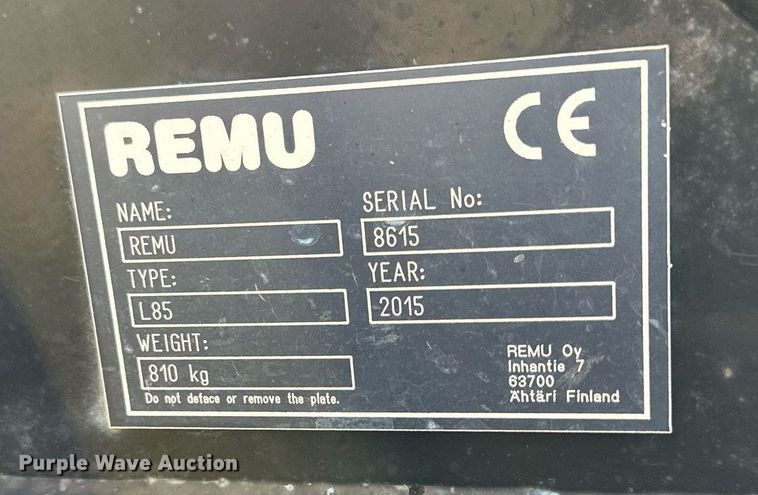 REMU CE
NAME:
REMU
SERIAL No:
8615
TYPE:
L85
YEAR:
2015
WEIGHT:
810 kg
Do not deface or remove the plate.
REMU Oy
Inhantie 7
63700
Ähtäri Finland
Purple Wave Auction